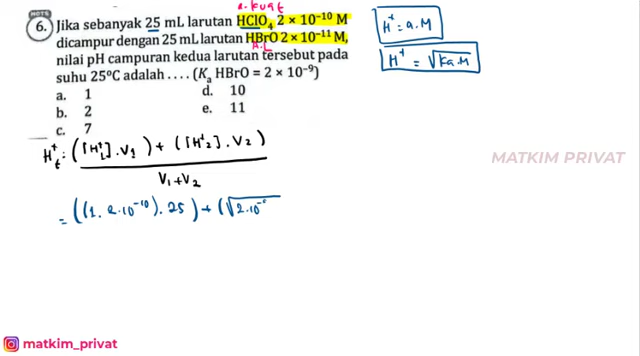 a. kuat
NOTE
6. Jika sebanyak 25 mL larutan HClO₄ 2 × 10⁻¹⁰ M
dicampur dengan 25 mL larutan HBrO 2 × 10⁻¹¹ M,
A.L
nilai pH campuran kedua larutan tersebut pada
suhu 25°C adalah . . . . (Kₐ HBrO = 2 × 10⁻⁹)
a. 1 d. 10
b. 2 e. 11
c. 7
H⁺ = a.M
H⁺ = √Ka.M
H⁺t : ([H⁺₁].V₁) + ([H⁺₂].V₂)
V₁+V₂
= ((1. 2.10⁻¹⁰). 25) + (√2.10⁻
MATKIM PRIVAT
matkim_privat